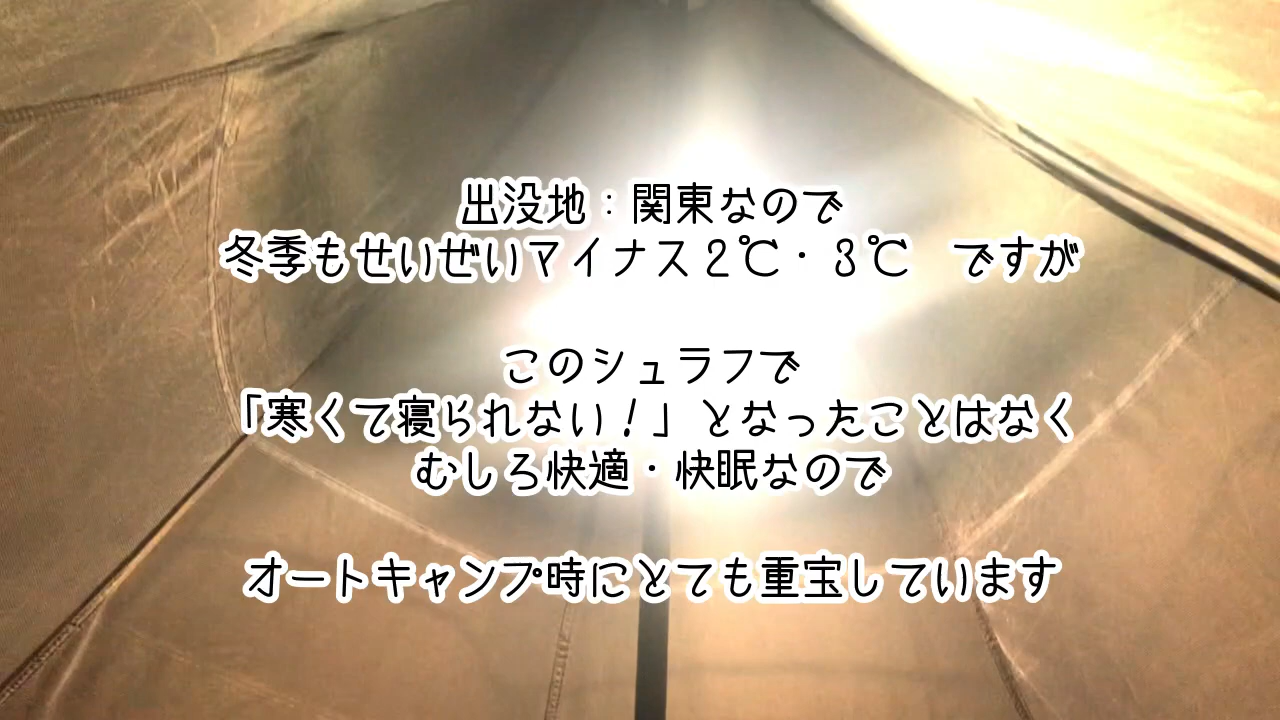 出没地：関東なので
冬季もせいぜいマイナス２℃・３℃　ですが
このシュラフで
「寒くて寝られない！」となったことはなく
むしろ快適・快眠なので
オートキャンプ時にとても重宝しています